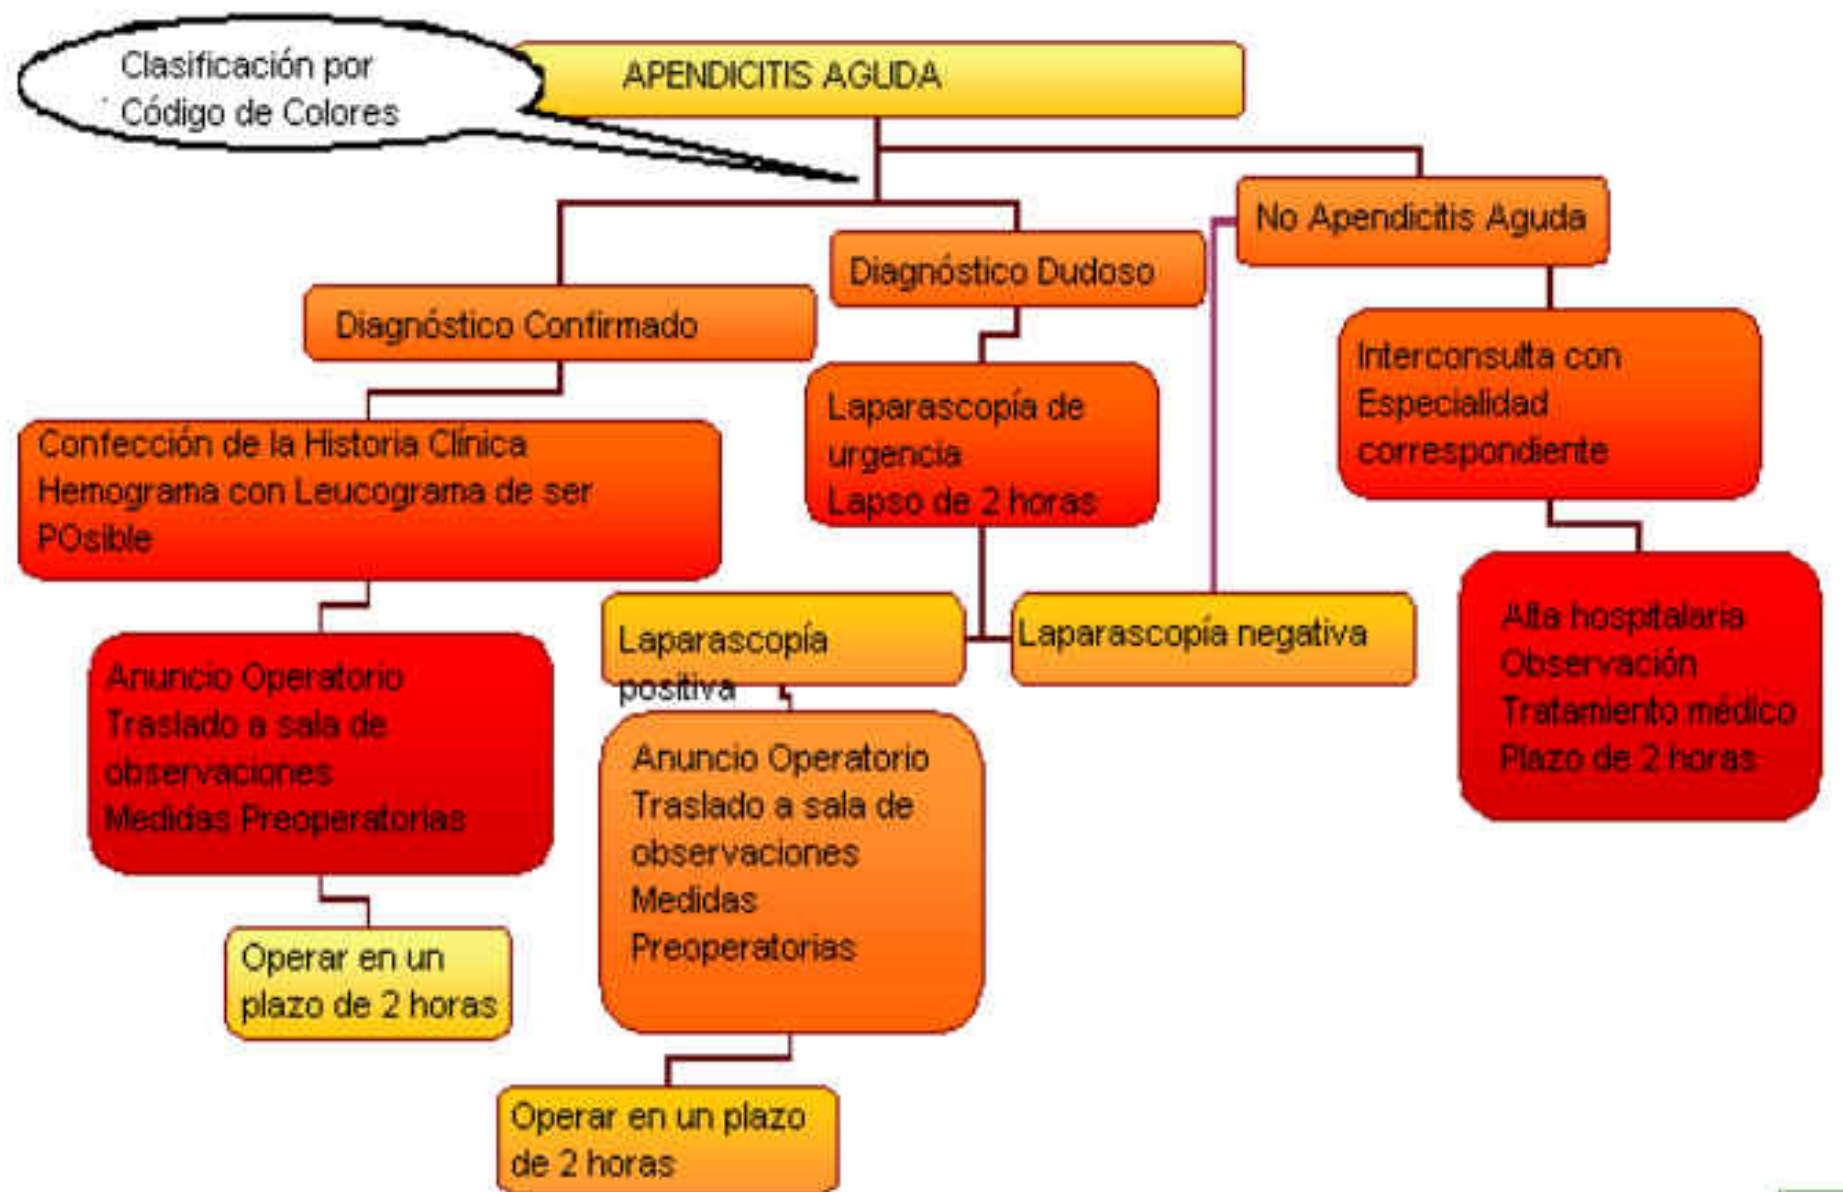 Clasificación por
Código de Colores
APENDICITIS AGUDA
No Apendicitis Aguda
Diagnóstico Dudoso
Diagnóstico Confirmado
Interconsulta con
Especialidad
correspondiente
Laparascopía de
urgencia
Lapso de 2 horas
Confección de la Historia Clínica
Hemograma con Leucograma de ser
POsible
Laparascopía
positiva
Laparascopía negativa
Alta hospitalaria
Observación
Tratamiento médico
Plazo de 2 horas
Anuncio Operatorio
Traslado a sala de
observaciones
Medidas Preoperatorias
Anuncio Operatorio
Traslado a sala de
observaciones
Medidas
Preoperatorias
Operar en un
plazo de 2 horas
Operar en un plazo
de 2 horas